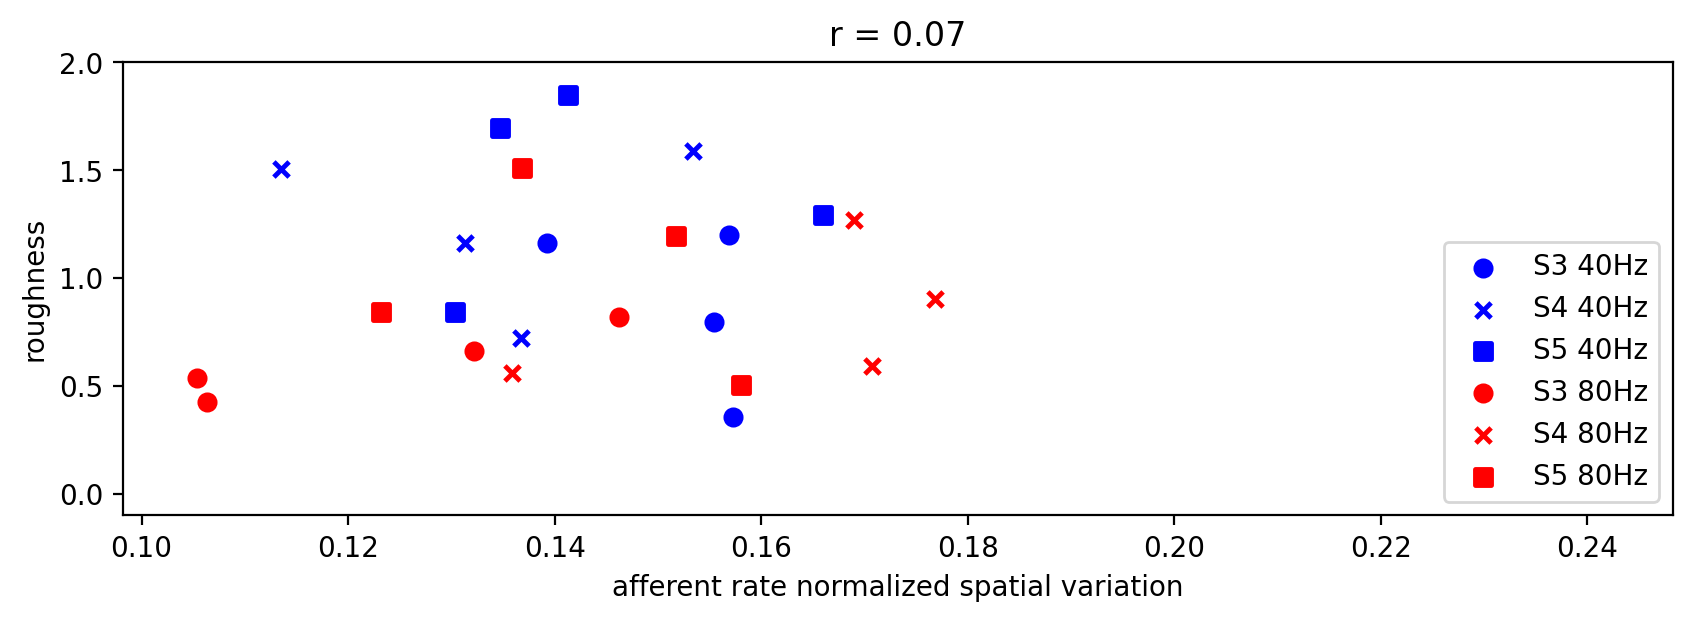 r = 0.07
2.0
1.5
1.0
0.5
0.0
roughness
0.10 0.12 0.14 0.16 0.18 0.20 0.22 0.24
afferent rate normalized spatial variation
S3 40Hz
S4 40Hz
S5 40Hz
S3 80Hz
S4 80Hz
S5 80Hz